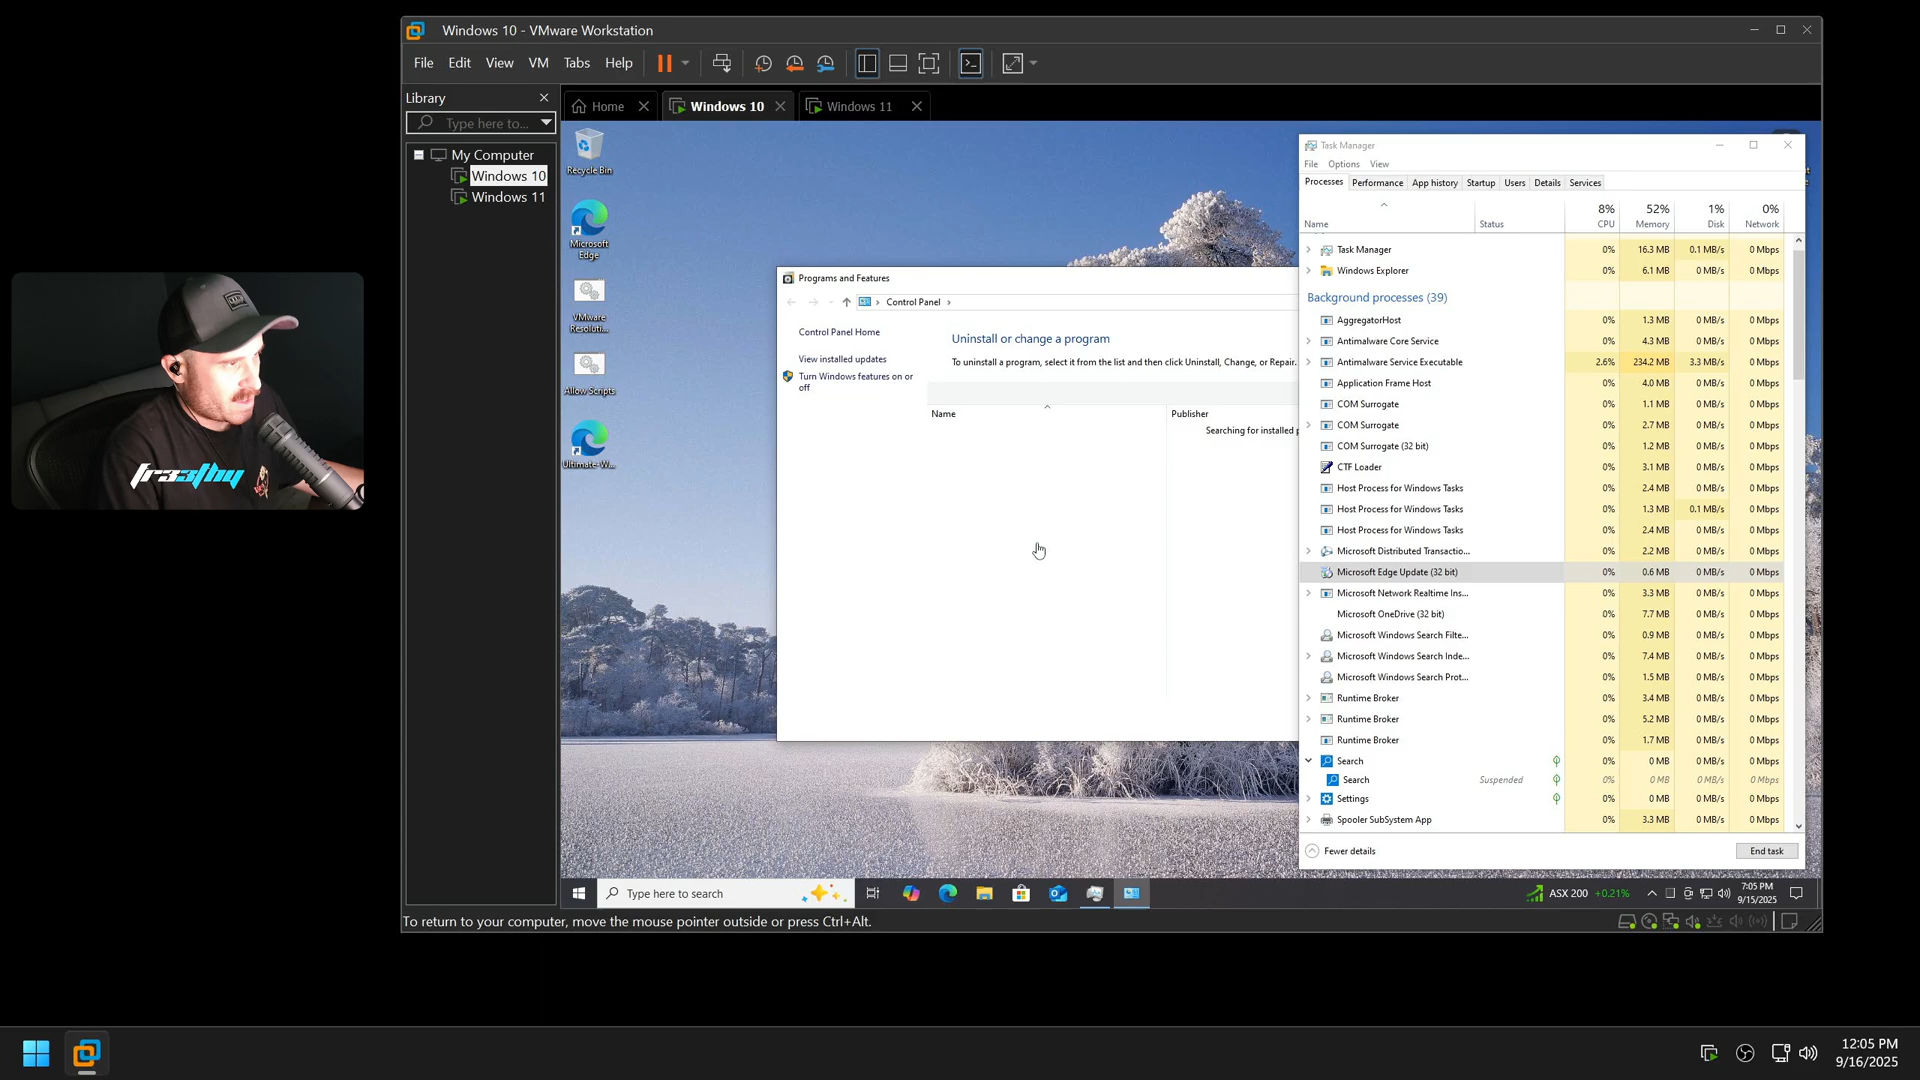 Windows 10 - VMware Workstation
File Edit View VM Tabs Help
Library
Type here to...
My Computer
Windows 10
Windows 11
Home
Windows 10
Windows 11
Recycle Bin
Microsoft
Edge
VMware
Resoluti...
Allow Scripts
Ultimate-W...
Programs and Features
Control Panel
Control Panel Home
View installed updates
Turn Windows features on or
off
Uninstall or change a program
To uninstall a program, select it from the list and then click Uninstall, Change, or Repair.
Name Publisher
Searching for installed p
Task Manager
File Options View
Processes Performance App history Startup Users Details Services
8% 52% 1% 0%
Name Status CPU Memory Disk Network
Task Manager 0% 16.3 MB 0.1 MB/s 0 Mbps
Windows Explorer 0% 6.1 MB 0 MB/s 0 Mbps
Background processes (39)
AggregatorHost 0% 1.3 MB 0 MB/s 0 Mbps
Antimalware Core Service 0% 4.3 MB 0 MB/s 0 Mbps
Antimalware Service Executable 2.6% 234.2 MB 3.3 MB/s 0 Mbps
Application Frame Host 0% 4.0 MB 0 MB/s 0 Mbps
COM Surrogate 0% 1.1 MB 0 MB/s 0 Mbps
COM Surrogate 0% 2.7 MB 0 MB/s 0 Mbps
COM Surrogate (32 bit) 0% 1.2 MB 0 MB/s 0 Mbps
CTF Loader 0% 3.1 MB 0 MB/s 0 Mbps
Host Process for Windows Tasks 0% 2.4 MB 0 MB/s 0 Mbps
Host Process for Windows Tasks 0% 1.3 MB 0.1 MB/s 0 Mbps
Host Process for Windows Tasks 0% 2.4 MB 0 MB/s 0 Mbps
Microsoft Distributed Transactio... 0% 2.2 MB 0 MB/s 0 Mbps
Microsoft Edge Update (32 bit) 0% 0.6 MB 0 MB/s 0 Mbps
Microsoft Network Realtime Ins... 0% 3.3 MB 0 MB/s 0 Mbps
Microsoft OneDrive (32 bit) 0% 7.7 MB 0 MB/s 0 Mbps
Microsoft Windows Search Filte... 0% 0.9 MB 0 MB/s 0 Mbps
Microsoft Windows Search Inde... 0% 7.4 MB 0 MB/s 0 Mbps
Microsoft Windows Search Prot... 0% 1.5 MB 0 MB/s 0 Mbps
Runtime Broker 0% 3.4 MB 0 MB/s 0 Mbps
Runtime Broker 0% 5.2 MB 0 MB/s 0 Mbps
Runtime Broker 0% 1.7 MB 0 MB/s 0 Mbps
Search 0% 0 MB 0 MB/s 0 Mbps
Search Suspended 0% 0 MB 0 MB/s 0 Mbps
Settings 0% 0 MB 0 MB/s 0 Mbps
Spooler SubSystem App 0% 3.3 MB 0 MB/s 0 Mbps
Fewer details End task
Type here to search
ASX 200 +0.21%
7:05 PM
9/15/2025
To return to your computer, move the mouse pointer outside or press Ctrl+Alt.
fr33thy
12:05 PM
9/16/2025